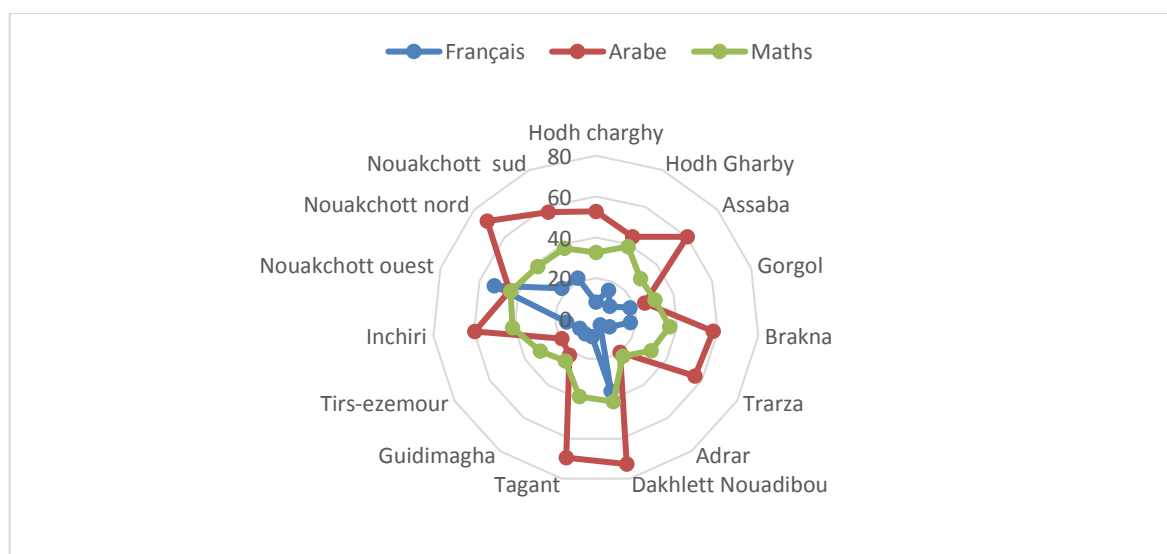 Français Arabe Maths
Hodh charghy
80
Nouakchott  sud
Hodh Gharby
60
Nouakchott nord
Assaba
40
Nouakchott ouest
Gorgol
20
0
Inchiri
Brakna
Tirs-ezemour
Trarza
Guidimagha
Adrar
Tagant
Dakhlett Nouadibou